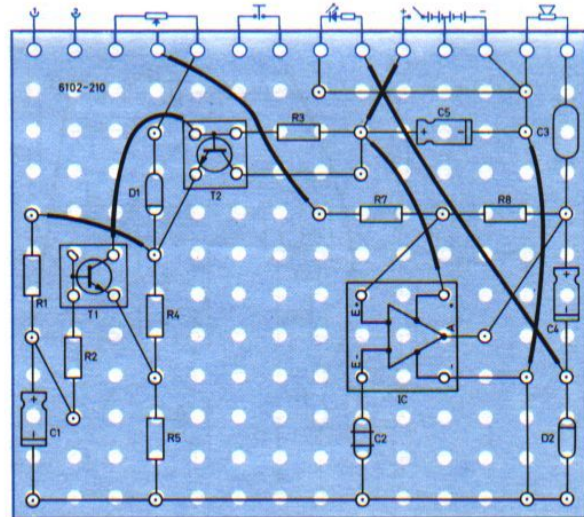 + -
6102-210
R3
C5
+ -
C3
D1
T2
R7
R8
R1
T1
R4
+
E+
+
A
-
C4
R2
E-
-
IC
+
-
C1
R5
C2
D2